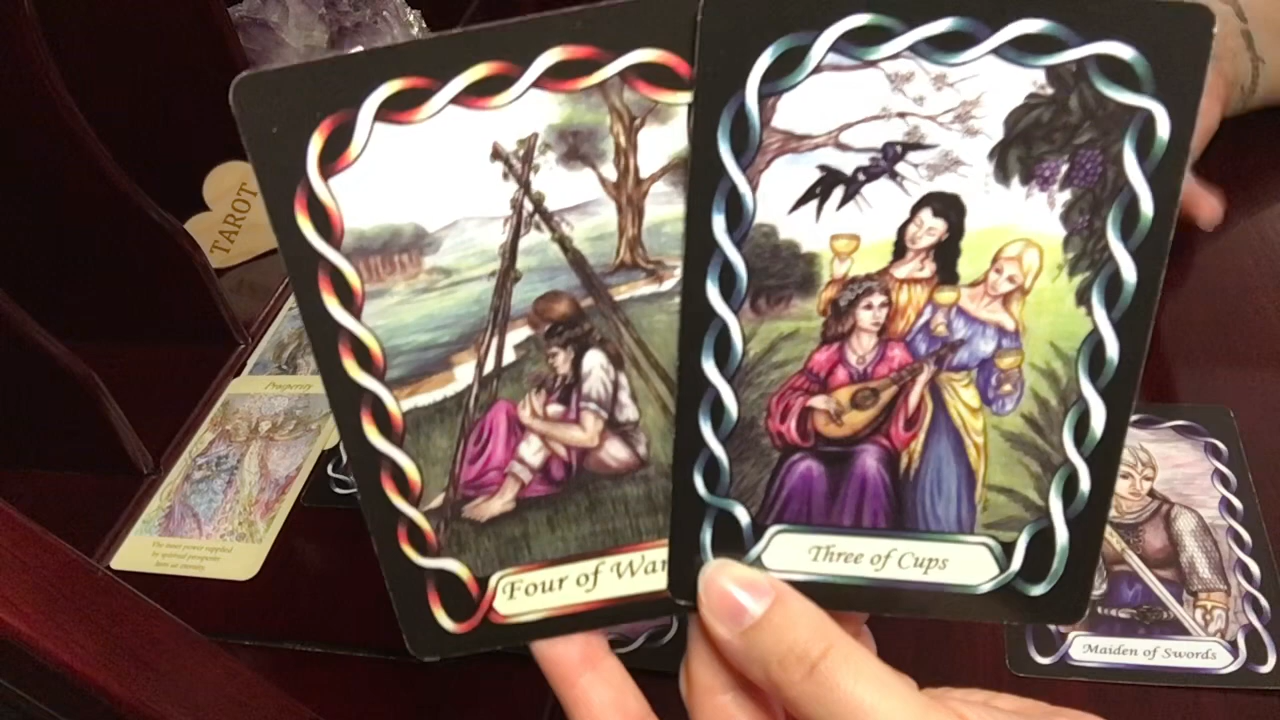 TAROT
Prosperity
The inner power supplied
by spiritual prosperity
lasts an eternity
Four of War
Three of Cups
Maiden of Swords